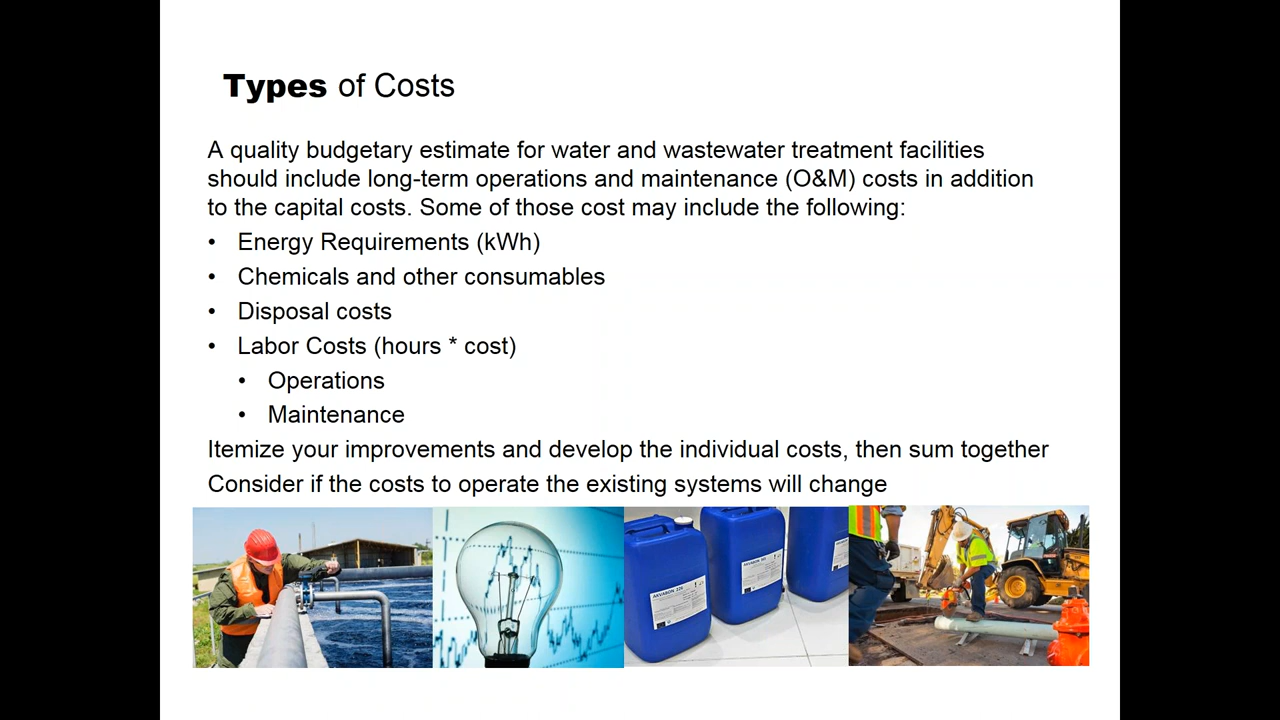 Types of Costs
A quality budgetary estimate for water and wastewater treatment facilities
should include long-term operations and maintenance (O&M) costs in addition
to the capital costs. Some of those cost may include the following:
• Energy Requirements (kWh)
• Chemicals and other consumables
• Disposal costs
• Labor Costs (hours * cost)
• Operations
• Maintenance
Itemize your improvements and develop the individual costs, then sum together
Consider if the costs to operate the existing systems will change